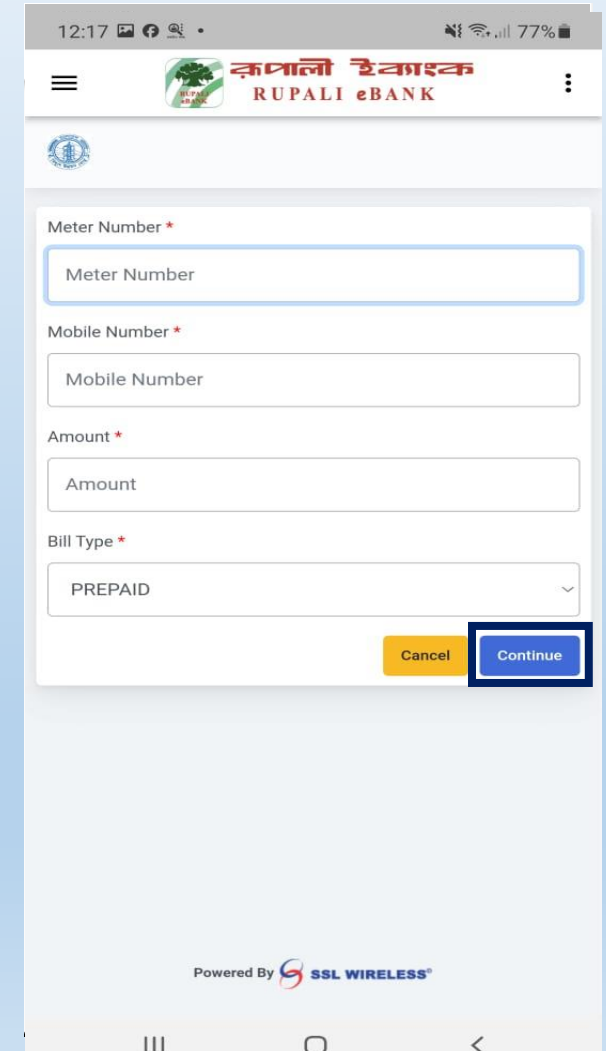 12:17 77%
রূপালী ইব্যাংক
RUPALI eBANK
Meter Number *
Meter Number
Mobile Number *
Mobile Number
Amount *
Amount
Bill Type *
PREPAID
Cancel Continue
Powered By SSL WIRELESS®